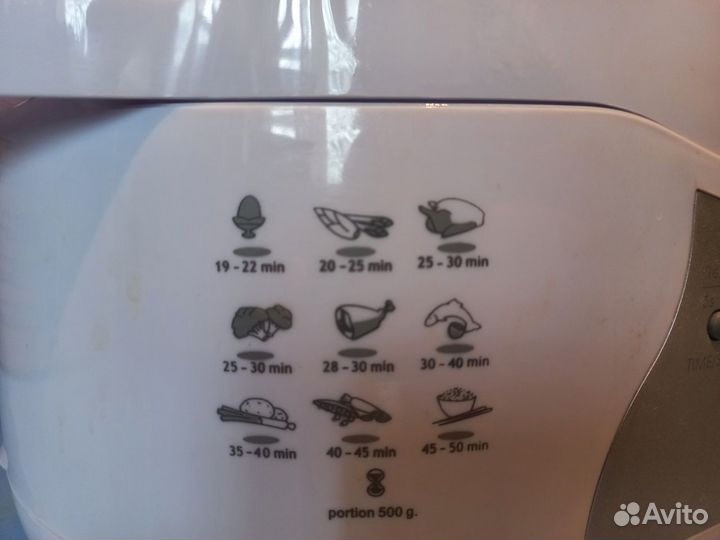 19 – 22 min 20 – 25 min 25 – 30 min
25 – 30 min 28 – 30 min 30 – 40 min
35 – 40 min 40 – 45 min 45 – 50 min
portion 500 g.
Avito